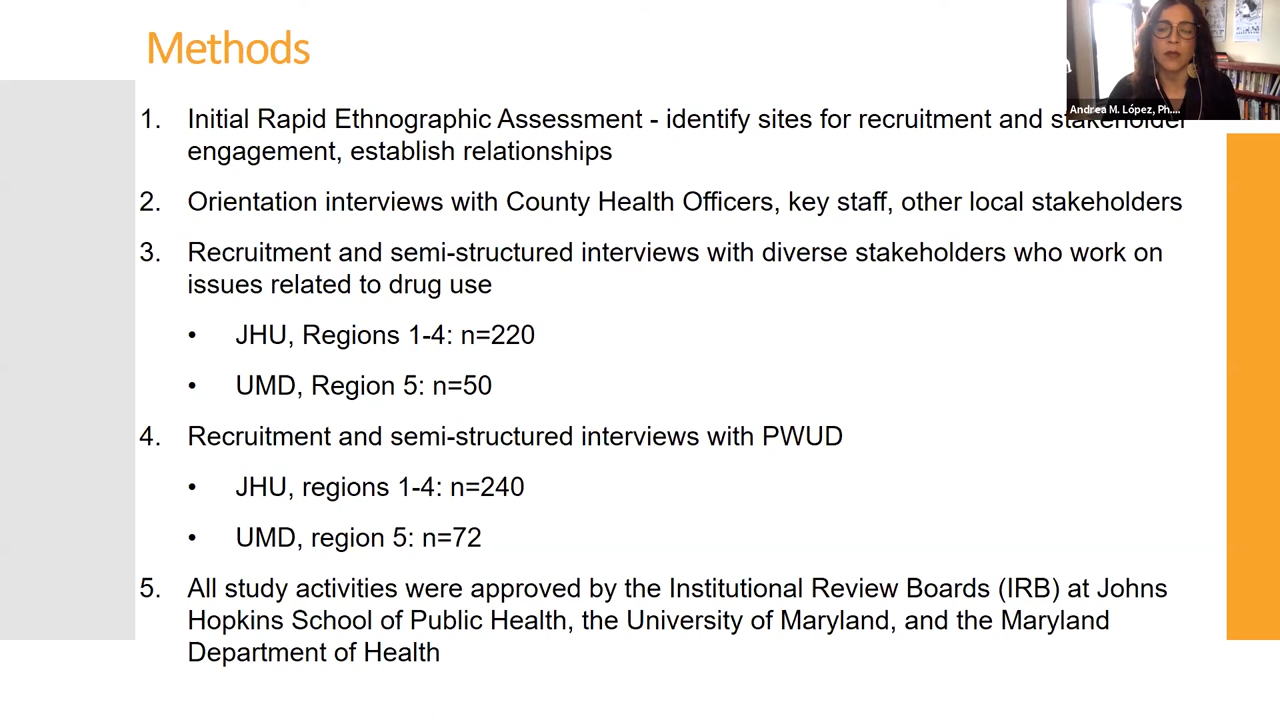 Methods
Andrea M. López, Ph....
1. Initial Rapid Ethnographic Assessment - identify sites for recruitment and stakeholder
engagement, establish relationships
2. Orientation interviews with County Health Officers, key staff, other local stakeholders
3. Recruitment and semi-structured interviews with diverse stakeholders who work on
issues related to drug use
• JHU, Regions 1-4: n=220
• UMD, Region 5: n=50
4. Recruitment and semi-structured interviews with PWUD
• JHU, regions 1-4: n=240
• UMD, region 5: n=72
5. All study activities were approved by the Institutional Review Boards (IRB) at Johns
Hopkins School of Public Health, the University of Maryland, and the Maryland
Department of Health